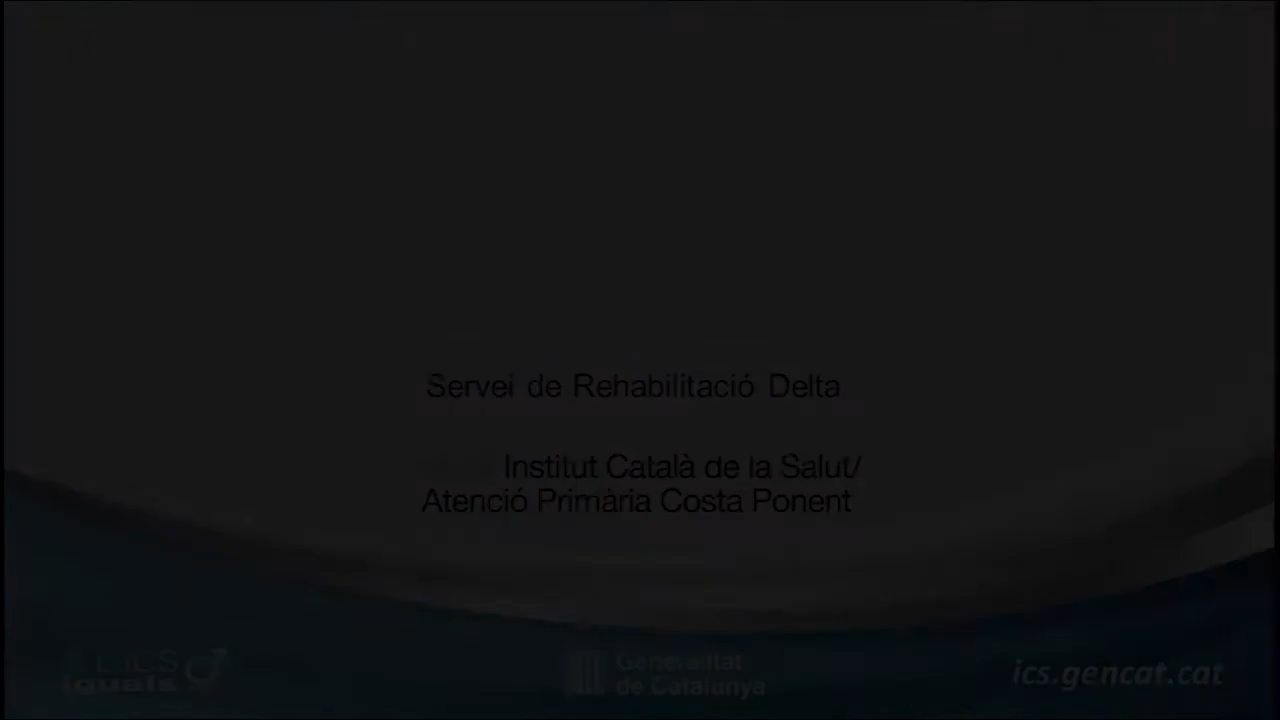 Servei de Rehabilitació Delta
Institut Català de la Salut/
Atenció Primària Costa Ponent
iguals
Generalitat
de Catalunya
ics.gencat.cat